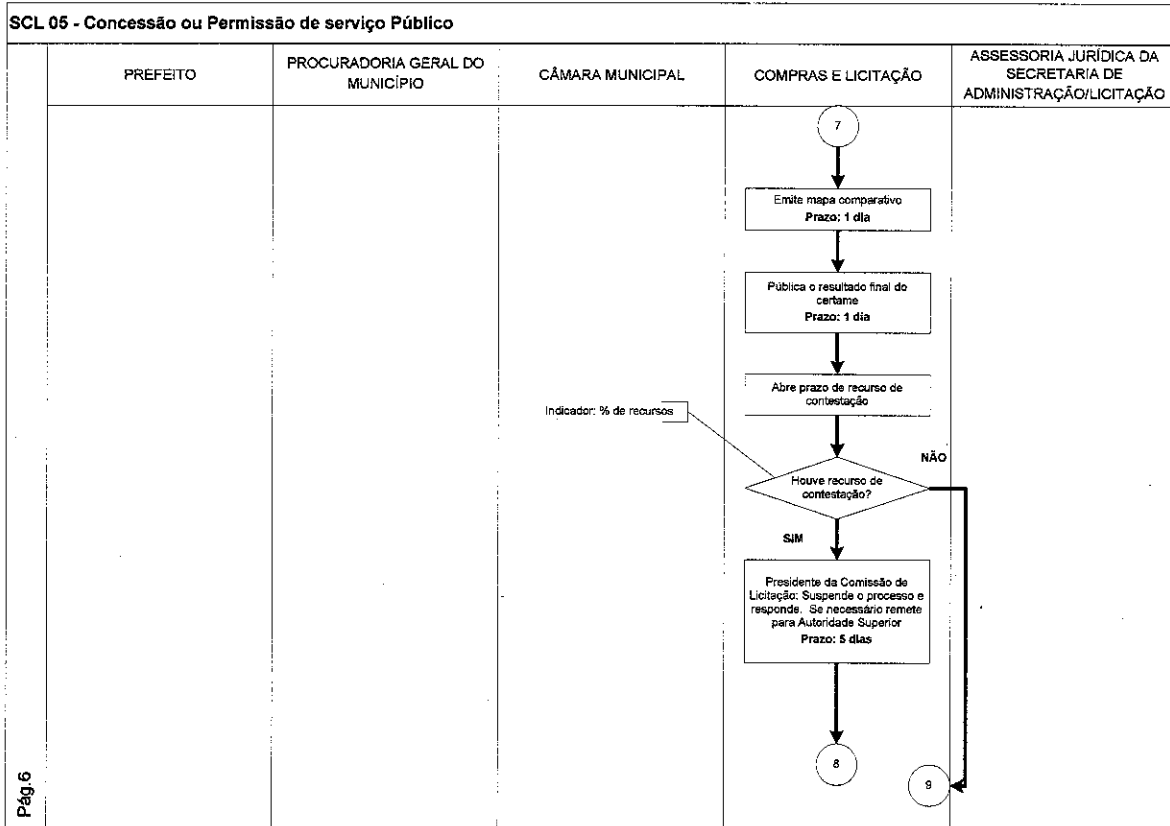 SCL 05 - Concessão ou Permissão de serviço Público
PREFEITO
PROCURADORIA GERAL DO
MUNICÍPIO
CÂMARA MUNICIPAL
COMPRAS E LICITAÇÃO
ASSESSORIA JURÍDICA DA
SECRETARIA DE
ADMINISTRAÇÃO/LICITAÇÃO
7
Emite mapa comparativo
Prazo: 1 dia
Pública o resultado final do
certame
Prazo: 1 dia
Abre prazo de recurso de
contestação
Indicador: % de recursos
NÃO
Houve recurso de
contestação?
SIM
Presidente da Comissão de
Licitação: Suspende o processo e
responde. Se necessário remete
para Autoridade Superior
Prazo: 5 dias
8
9
Pág.6